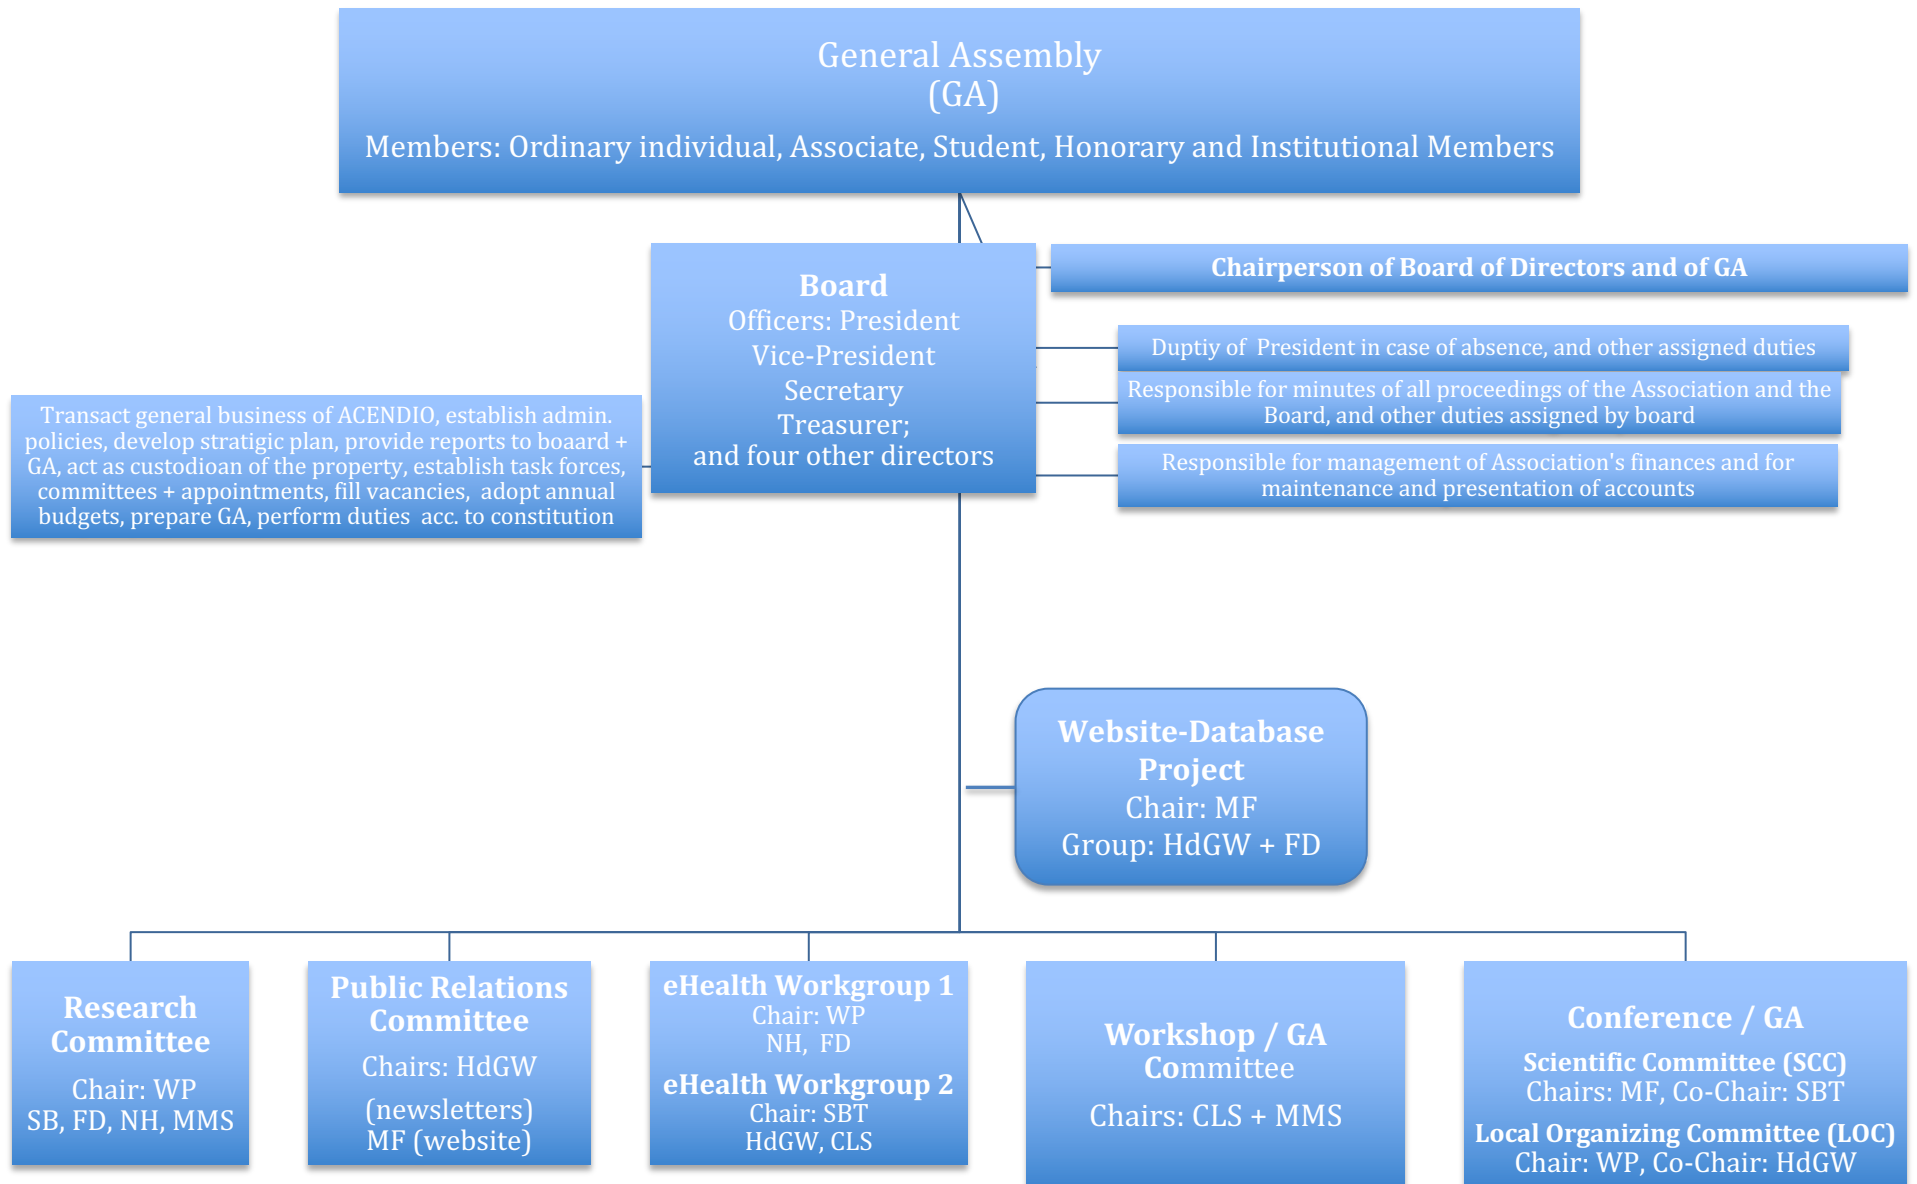 General Assembly
(GA)
Members: Ordinary individual, Associate, Student, Honorary and Institutional Members
Board
Officers: President
Vice-President
Secretary
Treasurer;
and four other directors
Chairperson of Board of Directors and of GA
Duptiy of  President in case of absence, and other assigned duties
Responsible for minutes of all proceedings of the Association and the
Board, and other duties assigned by board
Responsible for management of Association's finances and for
maintenance and presentation of accounts
Transact general business of ACENDIO, establish admin.
policies, develop stratigic plan, provide reports to boaard +
GA, act as custodioan of the property, establish task forces,
committees + appointments, fill vacancies,  adopt annual
budgets, prepare GA, perform duties  acc. to constitution
Website-Database
Project
Chair: MF
Group: HdGW + FD
Research
Committee
Chair: WP
SB, FD, NH, MMS
Public Relations
Committee
Chairs: HdGW
(newsletters)
MF (website)
eHealth Workgroup 1
Chair: WP
NH,  FD
eHealth Workgroup 2
Chair: SBT
HdGW, CLS
Workshop / GA
Committee
Chairs: CLS + MMS
Conference / GA
Scientific Committee (SCC)
Chairs: MF, Co-Chair: SBT
Local Organizing Committee (LOC)
Chair: WP, Co-Chair: HdGW